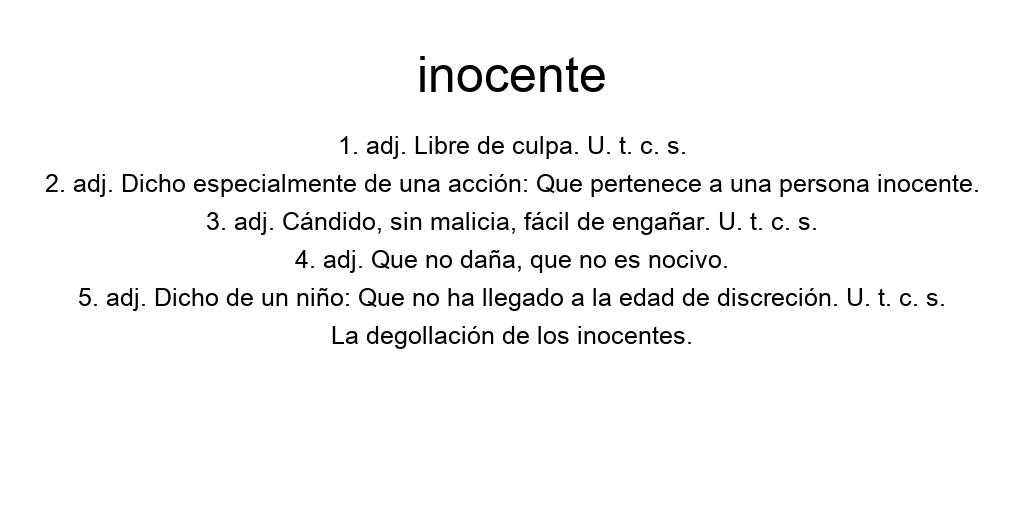 inocente
1. adj. Libre de culpa. U. t. c. s.
2. adj. Dicho especialmente de una acción: Que pertenece a una persona inocente.
3. adj. Cándido, sin malicia, fácil de engañar. U. t. c. s.
4. adj. Que no daña, que no es nocivo.
5. adj. Dicho de un niño: Que no ha llegado a la edad de discreción. U. t. c. s.
La degollación de los inocentes.